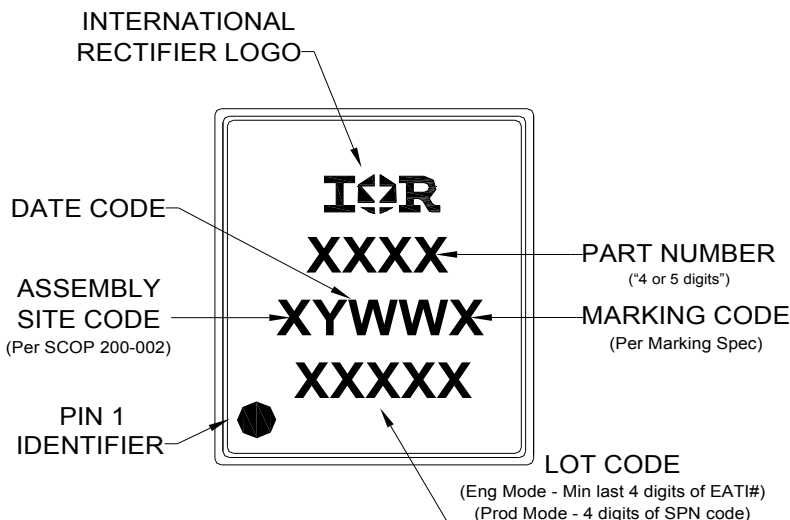 INTERNATIONAL
RECTIFIER LOGO
IOR
DATE CODE
XXXX
PART NUMBER
(“4 or 5 digits”)
ASSEMBLY
SITE CODE
(Per SCOP 200-002)
XYWWX
MARKING CODE
(Per Marking Spec)
XXXXX
PIN 1
IDENTIFIER
LOT CODE
(Eng Mode - Min last 4 digits of EATI#)
(Prod Mode - 4 digits of SPN code)